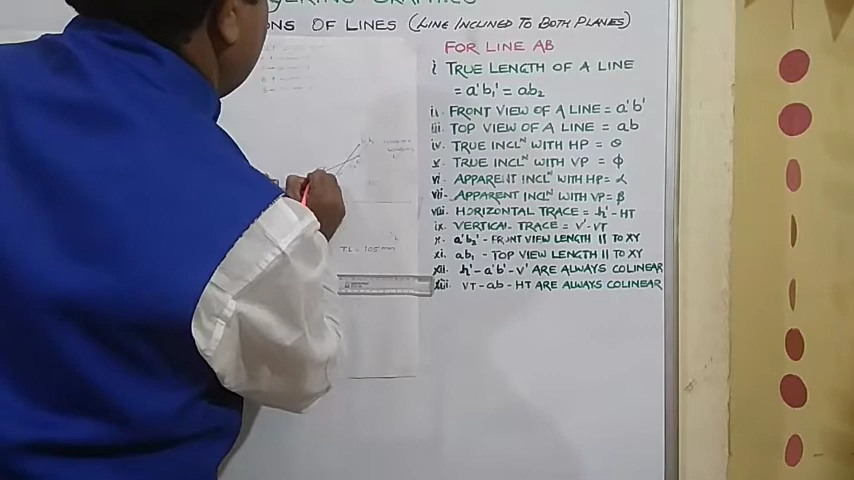 ONS OF LINES (LINE INCLINED TO BOTH PLANES)
FOR LINE AB
i TRUE LENGTH OF A LINE
= a'b₁' = ab₂
ii. FRONT VIEW OF A LINE = a'b'
iii. TOP VIEW OF A LINE = ab
iv. TRUE INCLᴺ WITH HP = θ
v. TRUE INCLᴺ WITH VP = φ
vi. APPARENT INCLᴺ WITH HP = α
vii. APPARENT INCLᴺ WITH VP = β
viii. HORIZONTAL TRACE = h'-HT
ix. VERTICAL TRACE = V'-VT
x. a'b₂' - FRONT VIEW LENGTH || TO XY
xi. ab₁ - TOP VIEW LENGTH || TO XY
xii. h'-a'b'-v' ARE ALWAYS COLINEAR
xiii. VT-ab-HT ARE ALWAYS COLINEAR
TL = 105mm